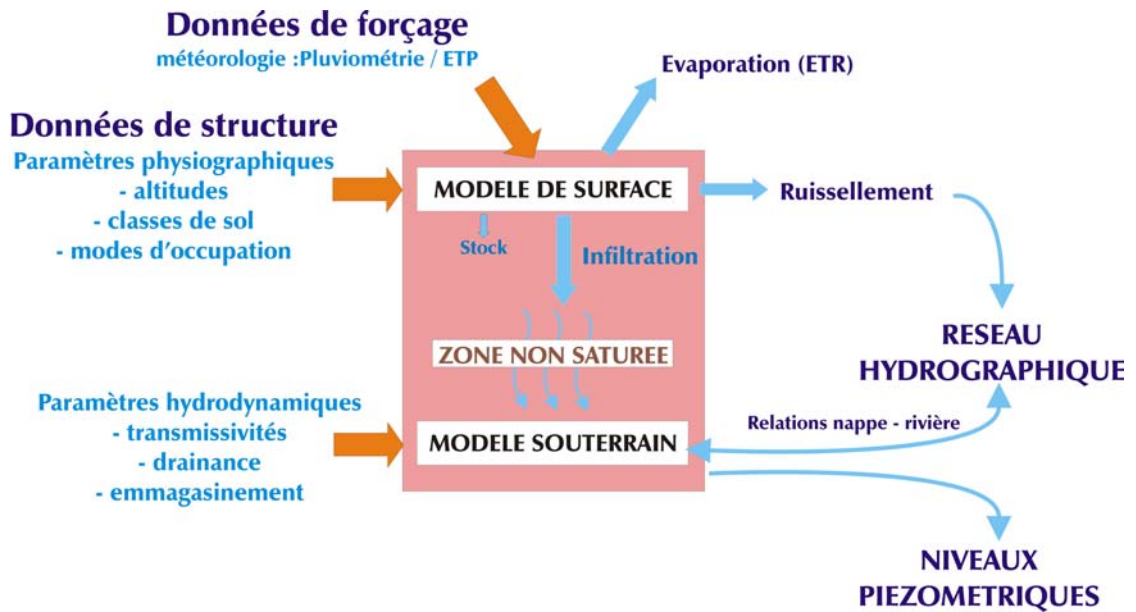 Données de forçage
météorologie :Pluviométrie / ETP
Evaporation (ETR)
Données de structure
Paramètres physiographiques
- altitudes
- classes de sol
- modes d'occupation
MODELE DE SURFACE
Ruissellement
Stock
Infiltration
ZONE NON SATUREE
RESEAU
HYDROGRAPHIQUE
Paramètres hydrodynamiques
- transmissivités
- drainance
- emmagasinement
MODELE SOUTERRAIN
Relations nappe - rivière
NIVEAUX
PIEZOMETRIQUES